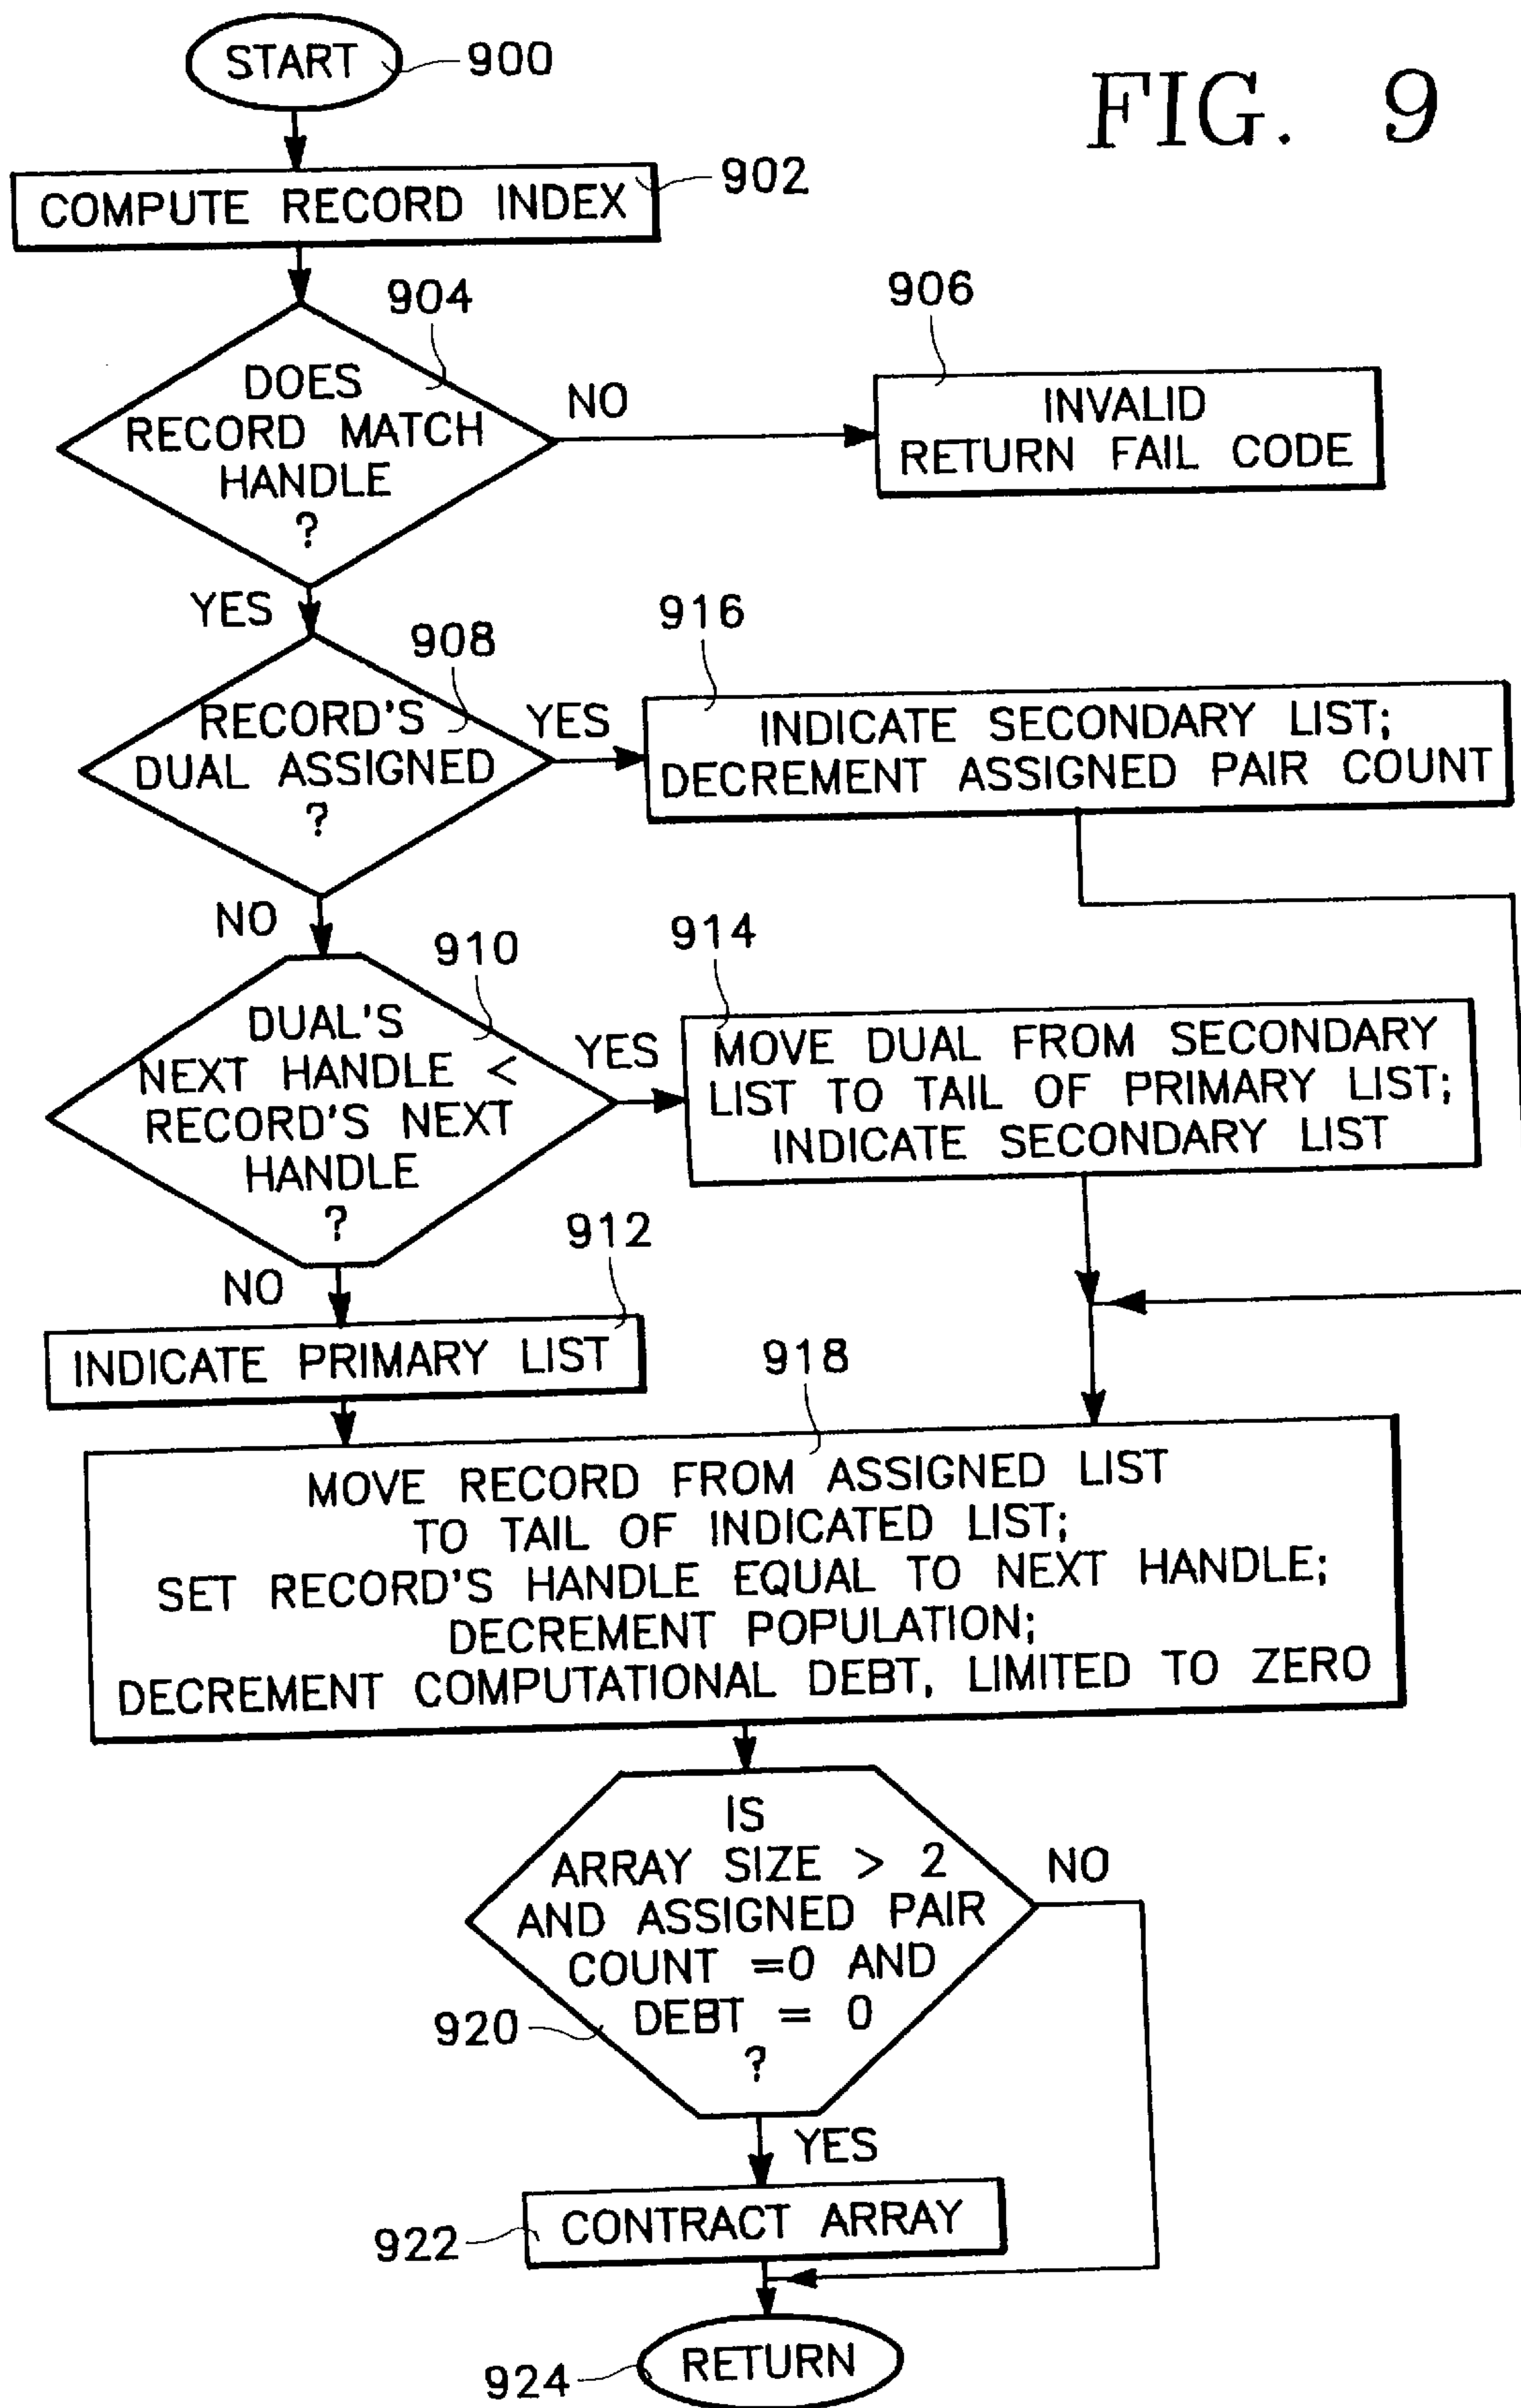 START
900
FIG. 9
COMPUTE RECORD INDEX
902
904
906
DOES
RECORD MATCH
HANDLE
?
NO
INVALID
RETURN FAIL CODE
YES
908
916
RECORD'S
DUAL ASSIGNED
?
YES
INDICATE SECONDARY LIST;
DECREMENT ASSIGNED PAIR COUNT
NO
910
914
DUAL'S
NEXT HANDLE <
RECORD'S NEXT
HANDLE
?
YES
MOVE DUAL FROM SECONDARY
LIST TO TAIL OF PRIMARY LIST;
INDICATE SECONDARY LIST
NO
912
INDICATE PRIMARY LIST
918
MOVE RECORD FROM ASSIGNED LIST
TO TAIL OF INDICATED LIST;
SET RECORD'S HANDLE EQUAL TO NEXT HANDLE;
DECREMENT POPULATION;
DECREMENT COMPUTATIONAL DEBT, LIMITED TO ZERO
IS
ARRAY SIZE > 2
AND ASSIGNED PAIR
COUNT =0 AND
DEBT = 0
?
NO
920
YES
CONTRACT ARRAY
922
RETURN
924